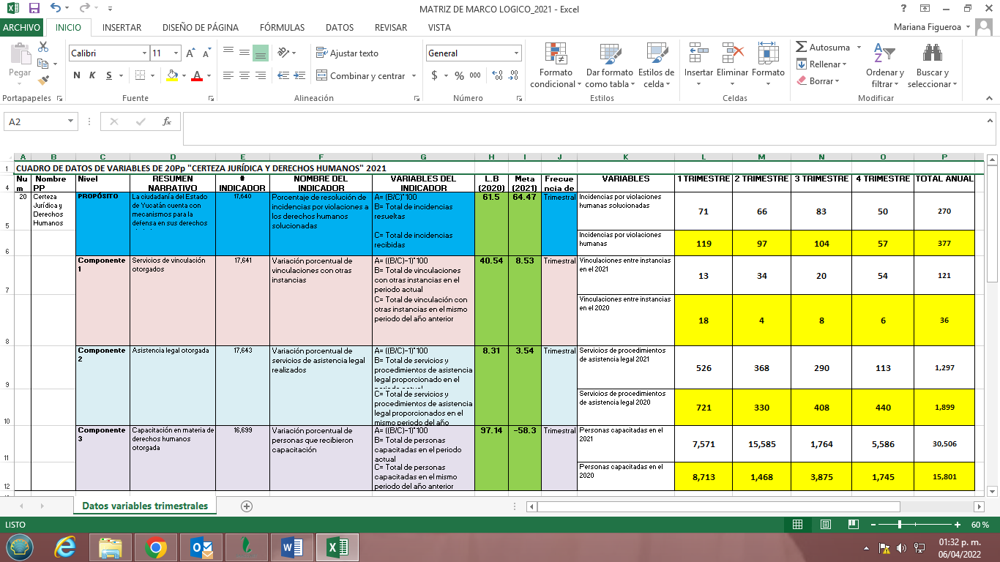 MATRIZ DE MARCO LOGICO_2021 - Excel
ARCHIVO INICIO INSERTAR DISEÑO DE PÁGINA FÓRMULAS DATOS REVISAR VISTA Mariana Figueroa
Pegar
Calibri 11
N K S
Ajustar texto
Combinar y centrar
General
$ % 000
Formato condicional
Dar formato como tabla
Estilos de celda
Insertar Eliminar Formato
Autosuma
Rellenar
Borrar
Ordenar y filtrar
Buscar y seleccionar
Portapapeles Fuente Alineación Número Estilos Celdas Modificar
A2
fx
A B C D E F G H I J K L M N O P
1 CUADRO DE DATOS DE VARIABLES DE 20Pp "CERTEZA JURÍDICA Y DERECHOS HUMANOS" 2021
4
Nu
m
Nombre
PP
Nivel
RESUMEN
NARRATIVO
#
INDICADOR
NOMBRE DEL
INDICADOR
VARIABLES DEL
INDICADOR
L.B
(2020)
Meta
(2021)
Frecue
ncia de
VARIABLES
1 TRIMESTRE 2 TRIMESTRE 3 TRIMESTRE 4 TRIMESTRE TOTAL ANUAL
20
Certeza
Jurídica y
Derechos
Humanos
PROPÓSITO
La ciudadanía del Estado
de Yucatán cuenta con
mecanismos para la
defensa en sus derechos
17,640
Porcentaje de resolución de
incidencias por violaciones a
los derechos humanos
solucionadas
A= (B/C)*100
B= Total de incidencias
resueltas
C= Total de incidencias
recibidas
61.5 64.47 Trimestral
Incidencias por violaciones
humanas solucionadas
71 66 83 50 270
5
Incidencias por violaciones
humanas
119 97 104 57 377
6
Componente
1
Servicios de vinculación
otorgados
17,641
Variación porcentual de
vinculaciones con otras
instancias
A= ((B/C)-1)*100
B= Total de vinculaciones
con otras instancias en el
periodo actual
C= Total de vinculación con
otras instancias en el mismo
periodo del año anterior
40.54 8.53 Trimestral
Vinculaciones entre instancias
en el 2021
13 34 20 54 121
7
Vinculaciones entre instancias
en el 2020
18 4 8 6 36
8
Componente
2
Asistencia legal otorgada
17,643
Variación porcentual de
servicios de asistencia legal
realizados
A= ((B/C)-1)*100
B= Total de servicios y
procedimientos de asistencia
legal proporcionado en el
periodo actual
C= Total de servicios y
procedimientos de asistencia
legal proporcionados en el
mismo periodo del año
8.31 3.54 Trimestral
Servicios de procedimientos
de asistencia legal 2021
526 368 290 113 1,297
9
Servicios de procedimientos
de asistencia legal 2020
721 330 408 440 1,899
10
Componente
3
Capacitación en materia de
derechos humanos
otorgada
16,699
Variación porcentual de
personas que recibieron
capacitación
A= ((B/C)-1)*100
B= Total de personas
capacitadas en el periodo
actual
C= Total de personas
capacitadas en el mismo
periodo del año anterior
97.14 -58.3 Trimestral
Personas capacitadas en el
2021
7,571 15,585 1,764 5,586 30,506
11
Personas capacitadas en el
2020
8,713 1,468 3,875 1,745 15,801
12
Datos variables trimestrales
LISTO 60 %
01:32 p. m.
06/04/2022